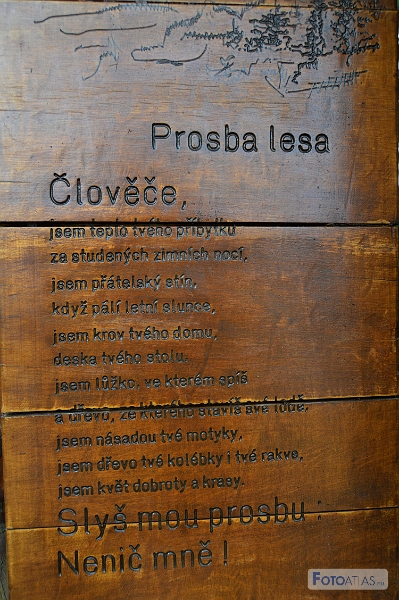 Prosba lesa
Člověče,
jsem teplo tvého příbytku
za studených zimních nocí,
jsem přátelský stín,
když pálí letní slunce,
jsem krov tvého domu,
deska tvého stolu.
jsem lůžko, ve kterém spíš
a dřevo, ze kterého stavíš své lodě.
jsem násadou tvé motyky,
jsem dřevo tvé kolébky i tvé rakve,
jsem květ dobroty a krásy.
Slyš mou prosbu :
Nenič mně !
FOTOATLAS.EU